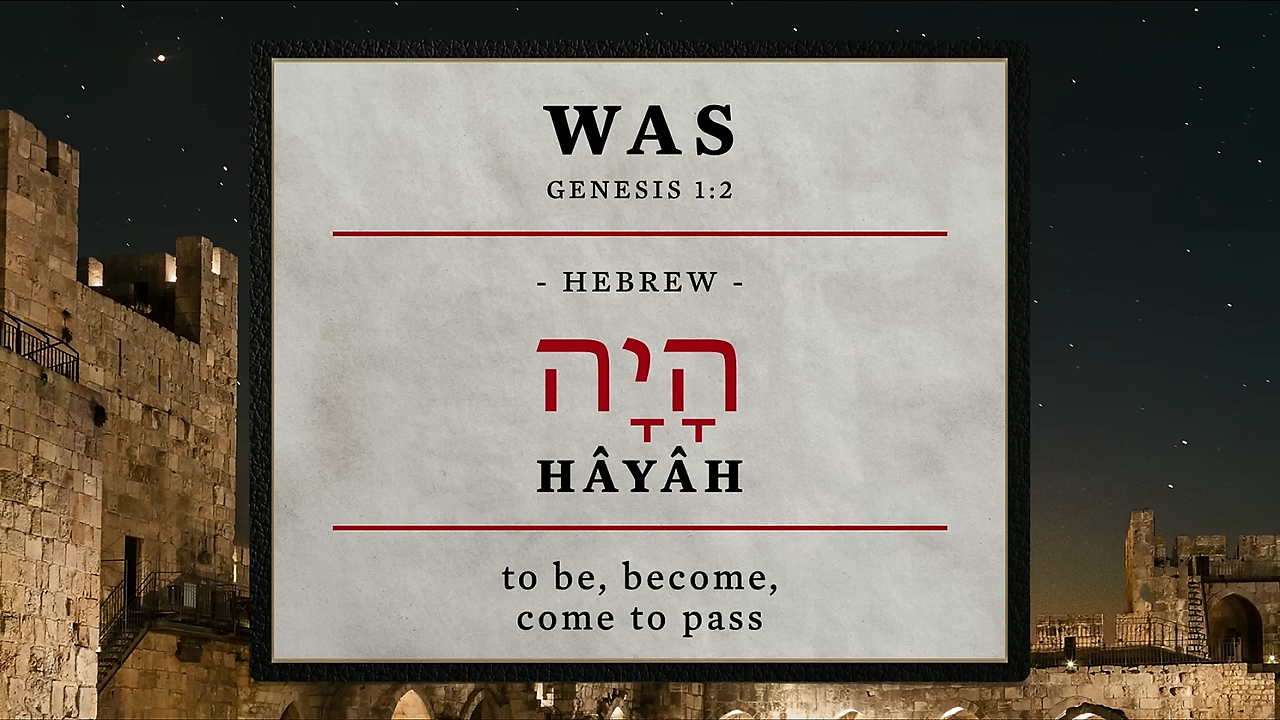 WAS
GENESIS 1:2
- HEBREW -
הָיָה
HÂYÂH
to be, become,
come to pass